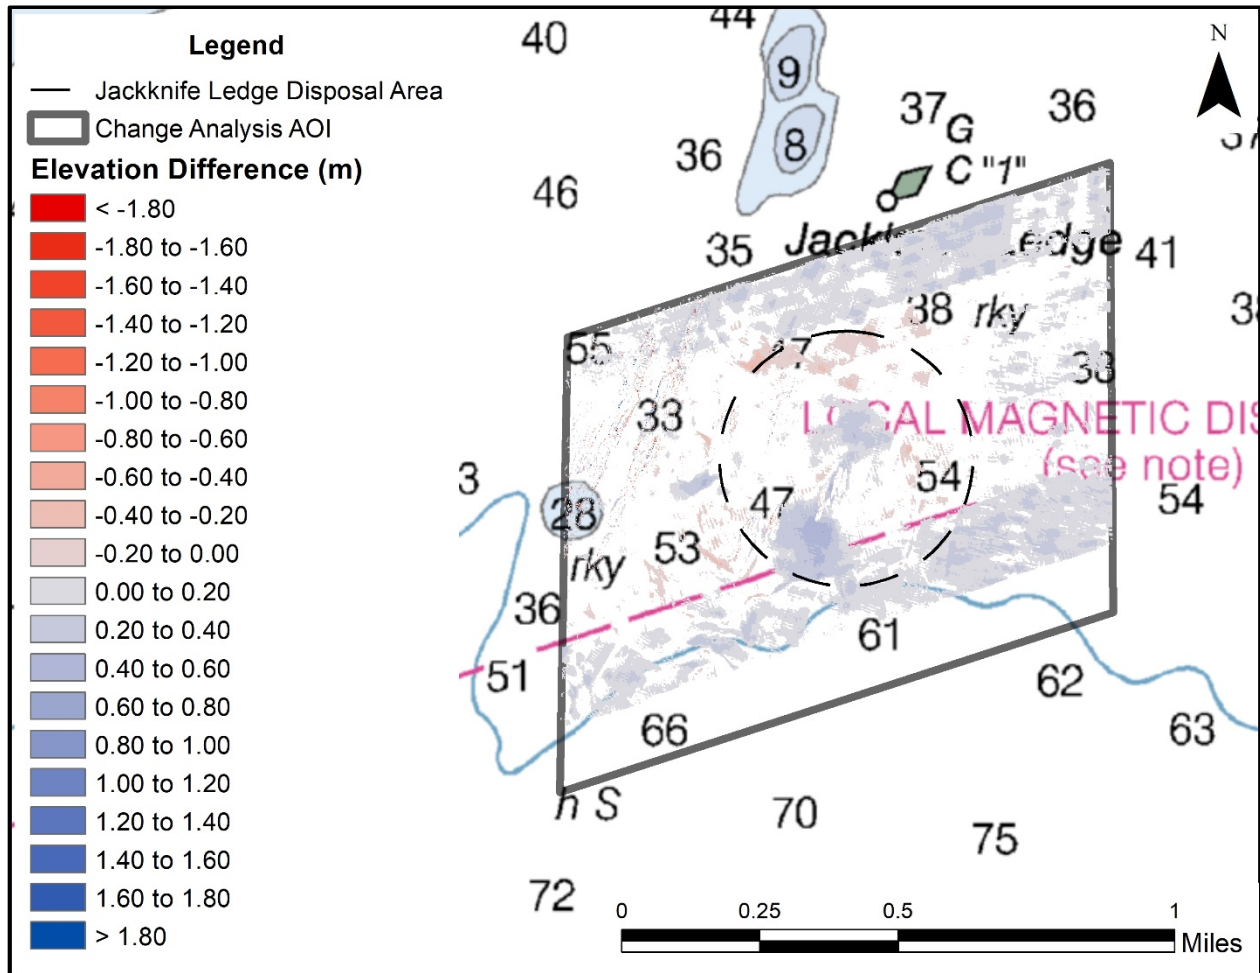 Legend
Jackknife Ledge Disposal Area
Change Analysis AOI
Elevation Difference (m)
< -1.80
-1.80 to -1.60
-1.60 to -1.40
-1.40 to -1.20
-1.20 to -1.00
-1.00 to -0.80
-0.80 to -0.60
-0.60 to -0.40
-0.40 to -0.20
-0.20 to 0.00
0.00 to 0.20
0.20 to 0.40
0.40 to 0.60
0.60 to 0.80
0.80 to 1.00
1.00 to 1.20
1.20 to 1.40
1.40 to 1.60
1.60 to 1.80
> 1.80
44
40
N
9
37
G
36
8
36
C "1"
46
35
41
38
rky
55
33
33
LOCAL MAGNETIC DIS
(see note)
3
54
54
47
28
53
rky
36
61
51
62
66
63
h S
70
75
72
0
0.25
0.5
1
Miles